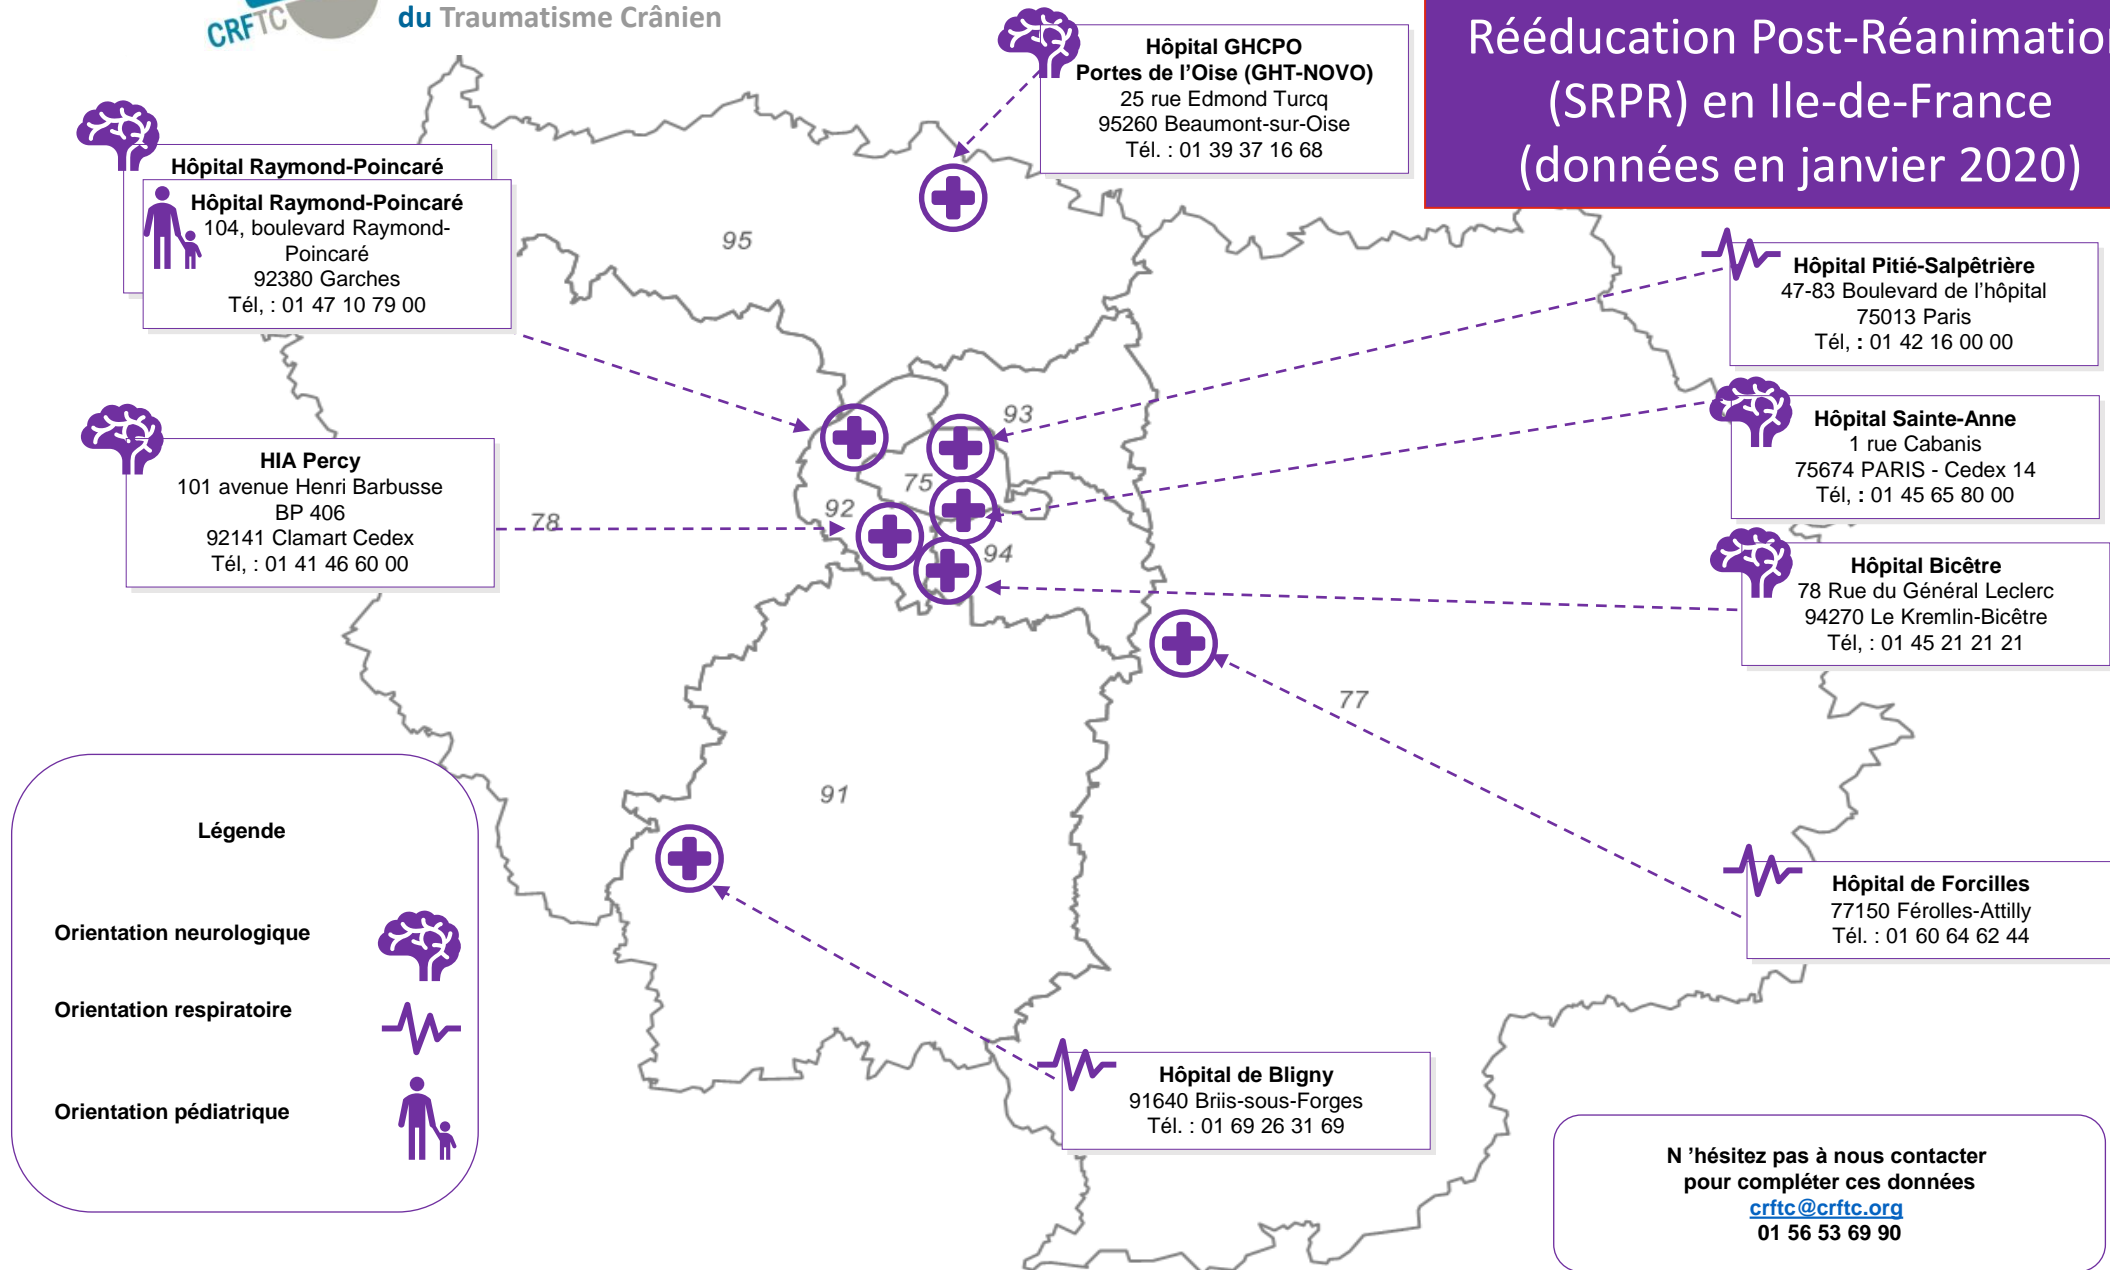 CRFTC
du Traumatisme Crânien
Rééducation Post-Réanimation
(SRPR) en Ile-de-France
(données en janvier 2020)
Hôpital GHCPO
Portes de l’Oise (GHT-NOVO)
25 rue Edmond Turcq
95260 Beaumont-sur-Oise
Tél. : 01 39 37 16 68
Hôpital Raymond-Poincaré
Hôpital Raymond-Poincaré
104, boulevard Raymond-
Poincaré
92380 Garches
Tél, : 01 47 10 79 00
Hôpital Pitié-Salpêtrière
47-83 Boulevard de l’hôpital
75013 Paris
Tél, : 01 42 16 00 00
Hôpital Sainte-Anne
1 rue Cabanis
75674 PARIS - Cedex 14
Tél, : 01 45 65 80 00
HIA Percy
101 avenue Henri Barbusse
BP 406
92141 Clamart Cedex
Tél, : 01 41 46 60 00
Hôpital Bicêtre
78 Rue du Général Leclerc
94270 Le Kremlin-Bicêtre
Tél, : 01 45 21 21 21
95
93
75
92
78
94
77
91
Légende
Orientation neurologique
Orientation respiratoire
Orientation pédiatrique
Hôpital de Forcilles
77150 Férolles-Attilly
Tél. : 01 60 64 62 44
Hôpital de Bligny
91640 Briis-sous-Forges
Tél. : 01 69 26 31 69
N ’hésitez pas à nous contacter
pour compléter ces données
crftc@crftc.org
01 56 53 69 90